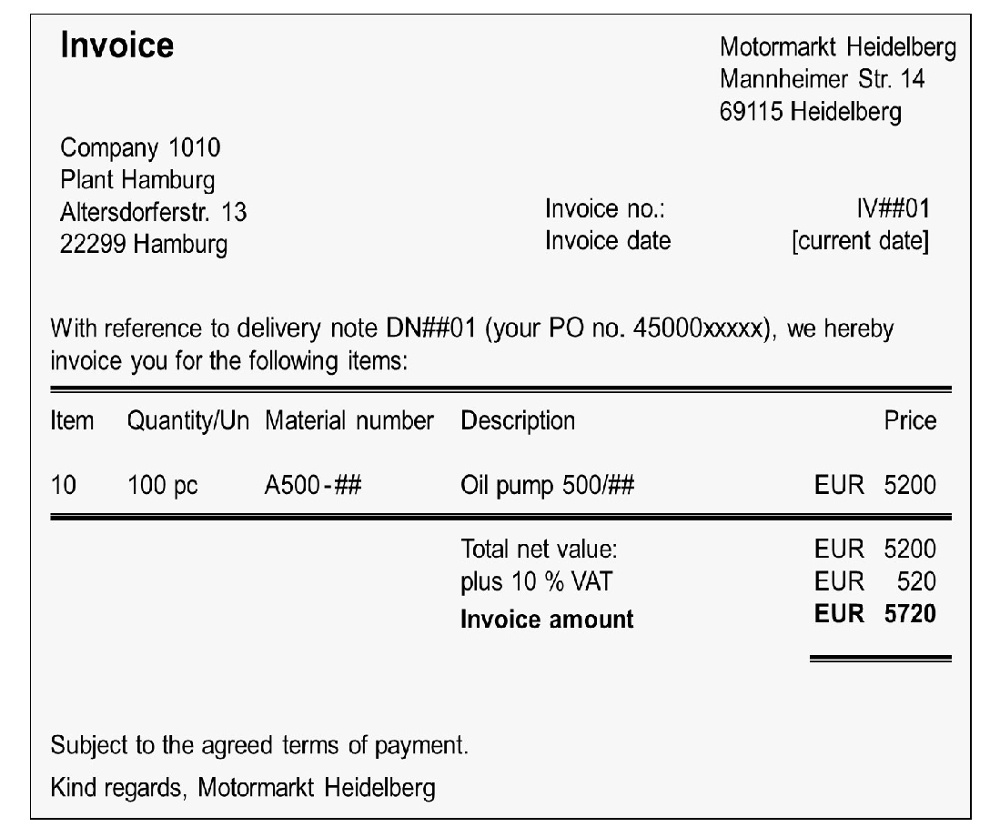 Invoice
Motormarkt Heidelberg
Mannheimer Str. 14
69115 Heidelberg
Company 1010
Plant Hamburg
Altersdorferstr. 13
22299 Hamburg
Invoice no.: IV##01
Invoice date [current date]
With reference to delivery note DN##01 (your PO no. 45000xxxxx), we hereby
invoice you for the following items:
Item Quantity/Un Material number Description Price
10 100 pc A500-## Oil pump 500/## EUR 5200
Total net value: EUR 5200
plus 10 % VAT EUR 520
Invoice amount EUR 5720
Subject to the agreed terms of payment.
Kind regards, Motormarkt Heidelberg